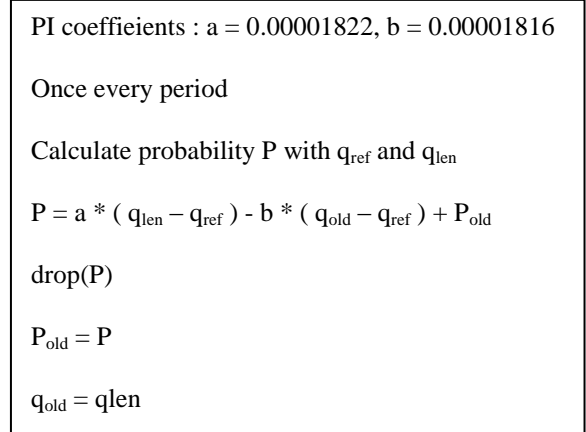 PI coeffieients : a = 0.00001822, b = 0.00001816
Once every period
Calculate probability P with qref and qlen
P = a * ( qlen – qref ) - b * ( qold – qref ) + Pold
drop(P)
Pold = P
qold = qlen